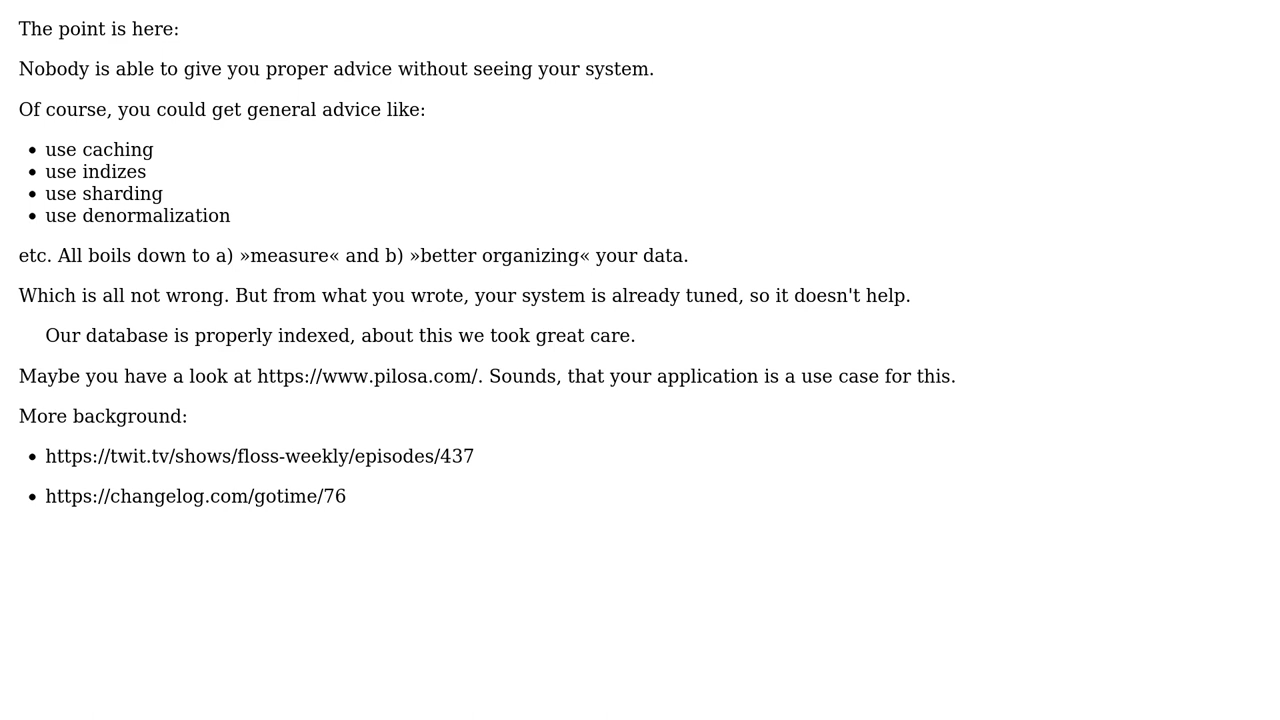 The point is here:
Nobody is able to give you proper advice without seeing your system.
Of course, you could get general advice like:
• use caching
• use indizes
• use sharding
• use denormalization
etc. All boils down to a) »measure« and b) »better organizing« your data.
Which is all not wrong. But from what you wrote, your system is already tuned, so it doesn't help.
Our database is properly indexed, about this we took great care.
Maybe you have a look at https://www.pilosa.com/. Sounds, that your application is a use case for this.
More background:
• https://twit.tv/shows/floss-weekly/episodes/437
• https://changelog.com/gotime/76